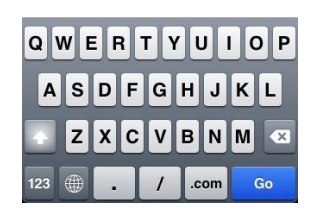 Q W E R T Y U I O P
A S D F G H J K L
Z X C V B N M
123 . / .com Go